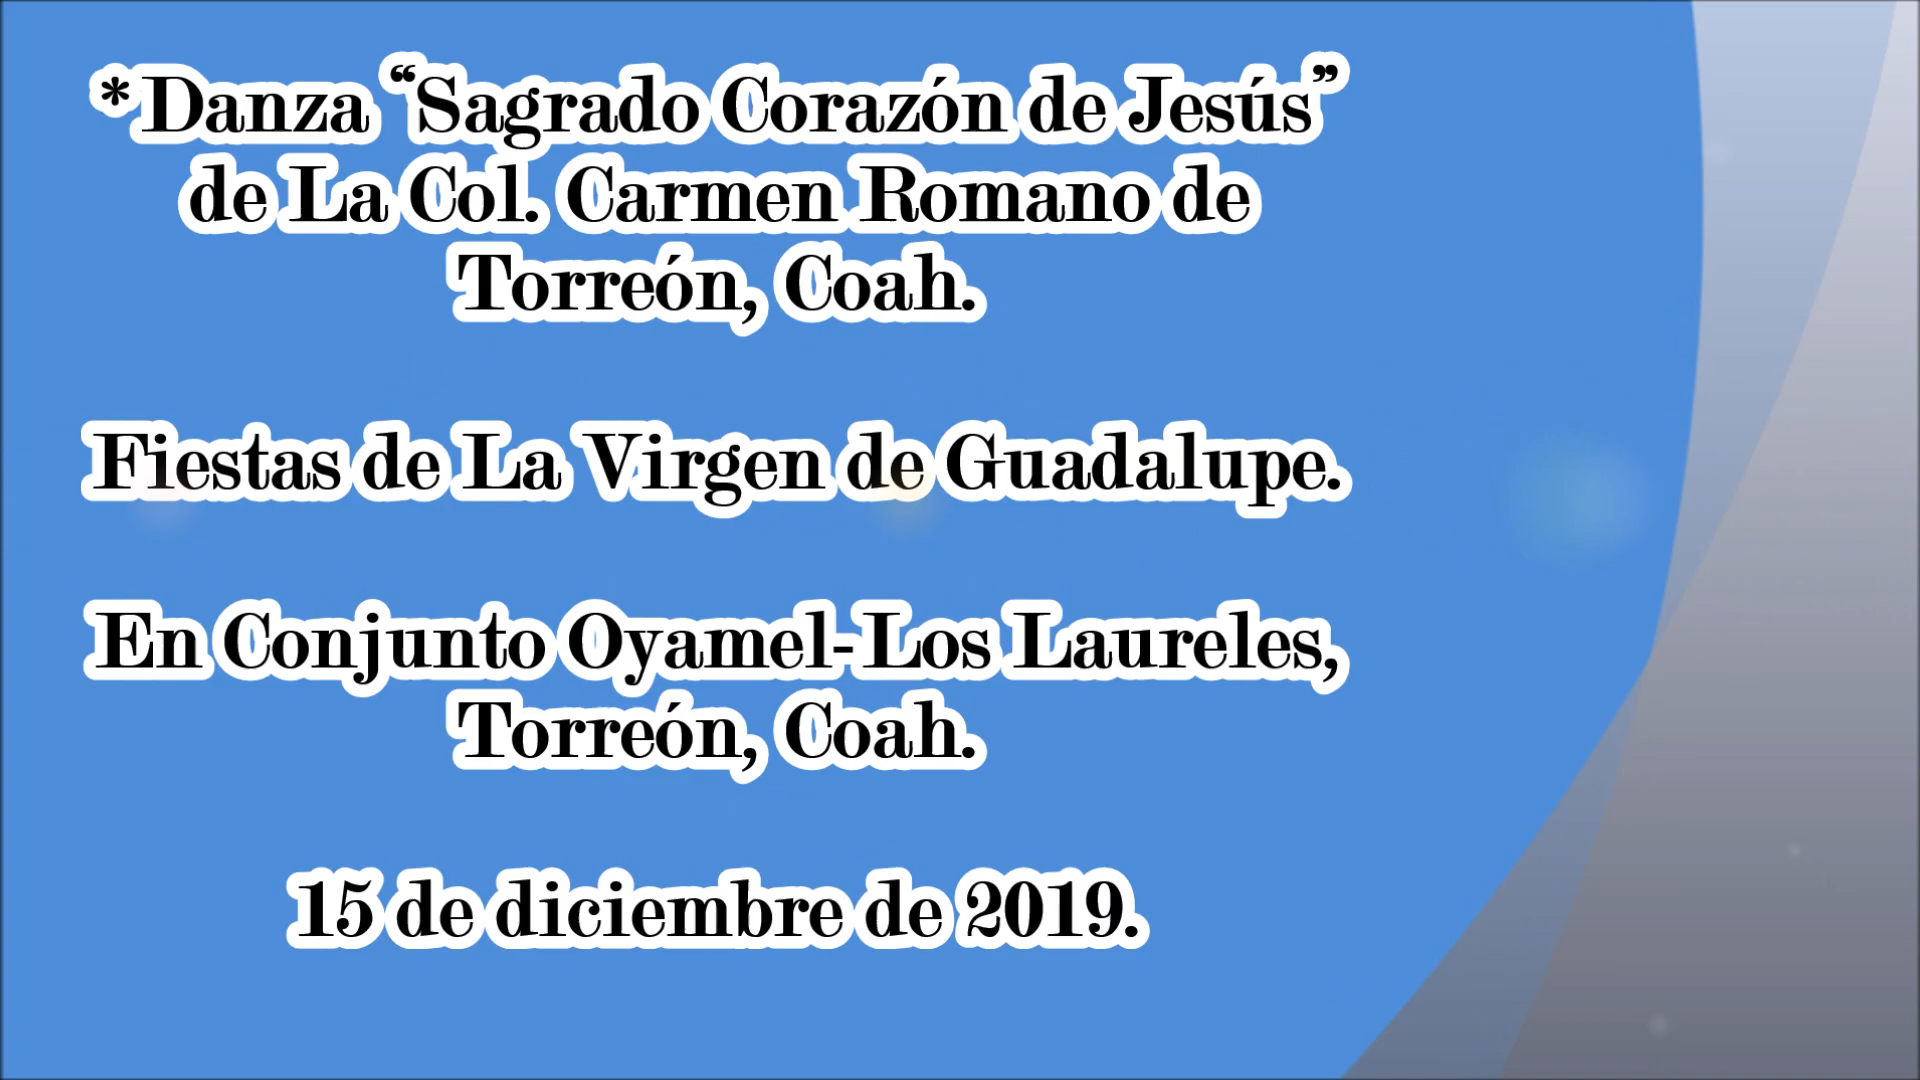 * Danza “Sagrado Corazón de Jesús”
de La Col. Carmen Romano de
Torreón, Coah.
Fiestas de La Virgen de Guadalupe.
En Conjunto Oyamel-Los Laureles,
Torreón, Coah.
15 de diciembre de 2019.